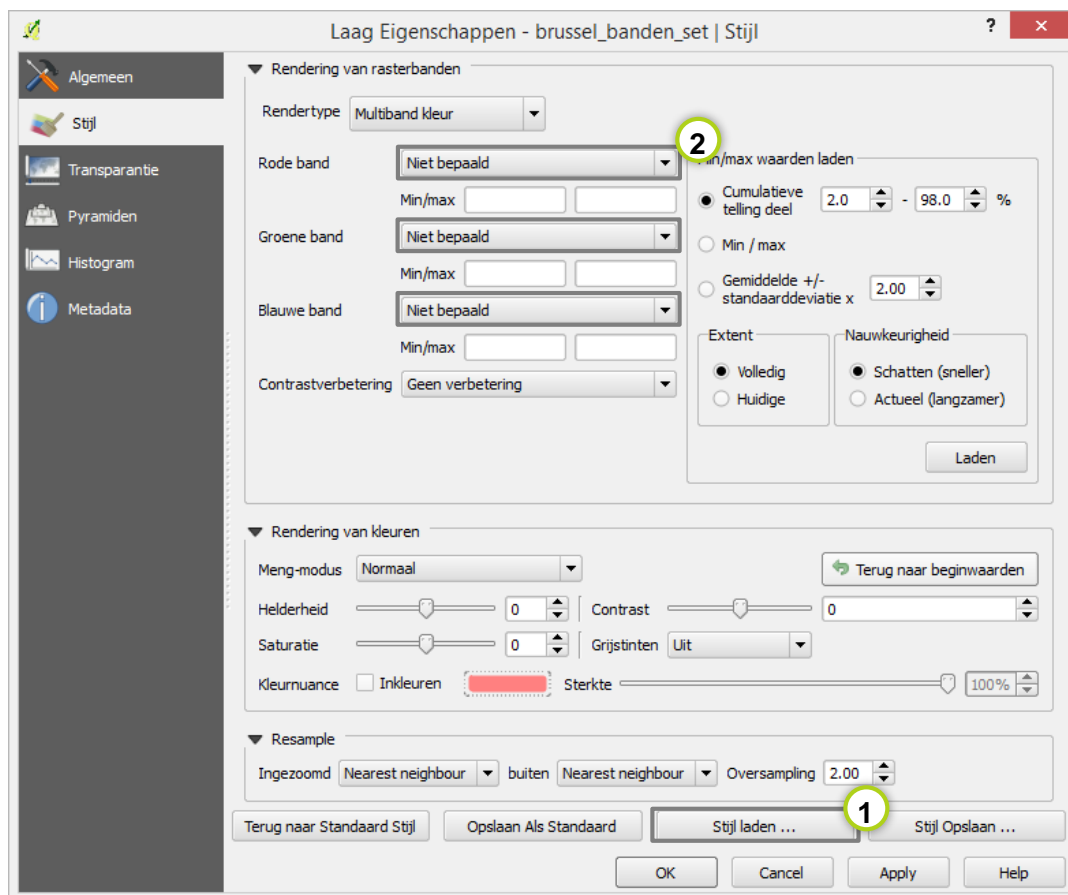 Laag Eigenschappen - brussel_banden_set | Stijl
?
×
Algemeen
Stijl
Transparantie
Pyramiden
Histogram
Metadata
Rendering van rasterbanden
Rendertype Multiband kleur
2
Rode band Niet bepaald
Min/max
Groene band Niet bepaald
Min/max
Blauwe band Niet bepaald
Min/max
Contrastverbetering Geen verbetering
Min/max waarden laden
Cumulatieve
telling deel 2.0 - 98.0 %
Min / max
Gemiddelde +/-
standaarddeviatie x 2.00
Extent
Volledig
Huidige
Nauwkeurigheid
Schatten (sneller)
Actueel (langzamer)
Laden
Rendering van kleuren
Meng-modus Normaal Terug naar beginwaarden
Helderheid 0 Contrast 0
Saturatie 0 Grijstinten Uit
Kleurnuance Inkleuren Sterkte 100%
Resample
Ingezoomd Nearest neighbour buiten Nearest neighbour Oversampling 2.00
1
Terug naar Standaard Stijl Opslaan Als Standaard Stijl laden ... Stijl Opslaan ...
OK Cancel Apply Help